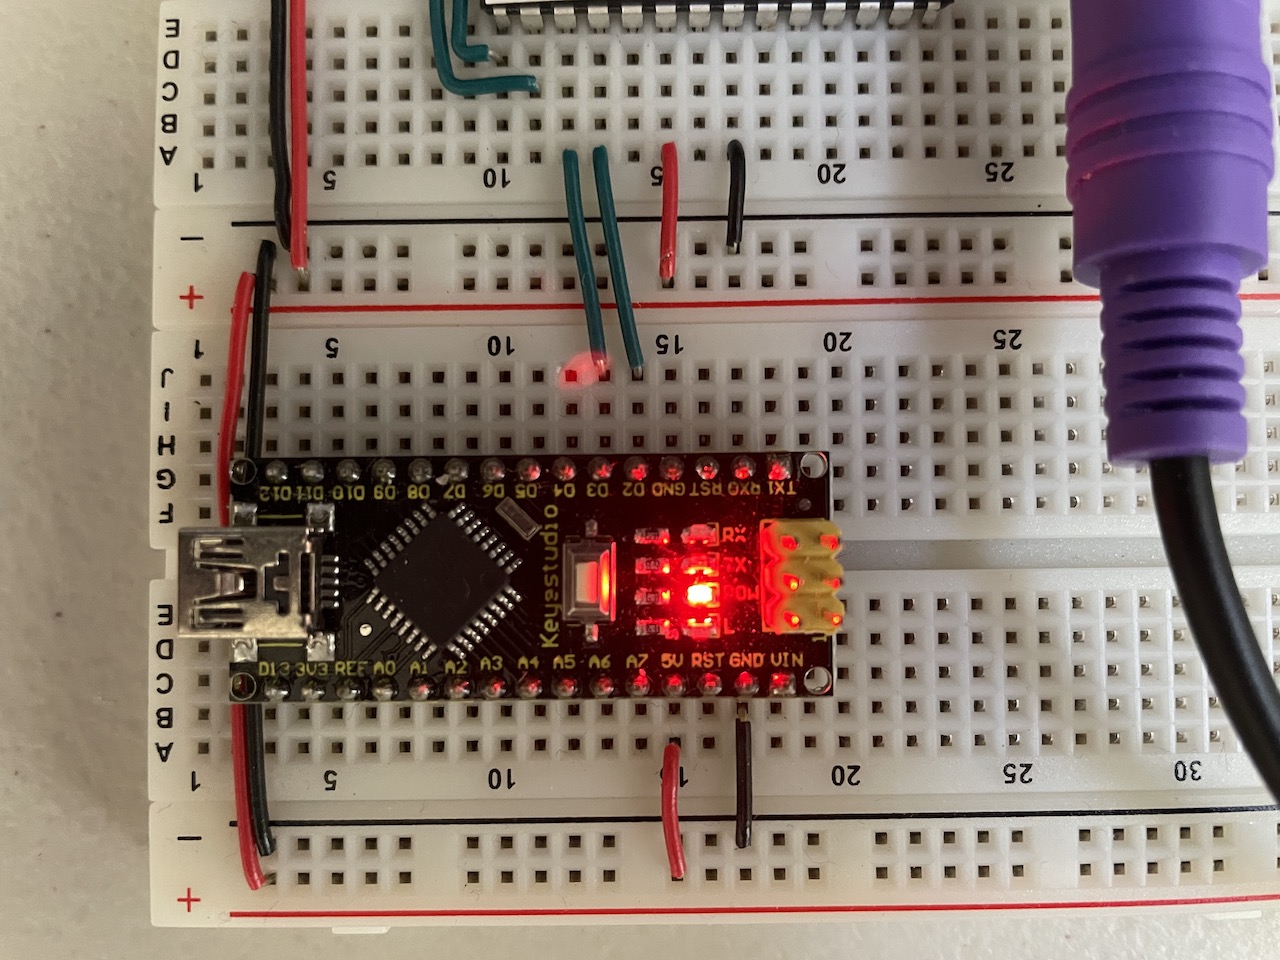 E
D
C
B
A
1 5 10 15 20 25
−
+
1 5 10 15 20 25
J
I
H
G
F
D12 D11 D10 D9 D8 D7 D6 D5 D4 D3 D2 GND RST RX0 TX1
RX
TX
L
Keyestudio
E
D
C
B
A
D13 3V3 REF A0 A1 A2 A3 A4 A5 A6 A7 5V RST GND VIN
1 5 10 15 20 25 30
−
+